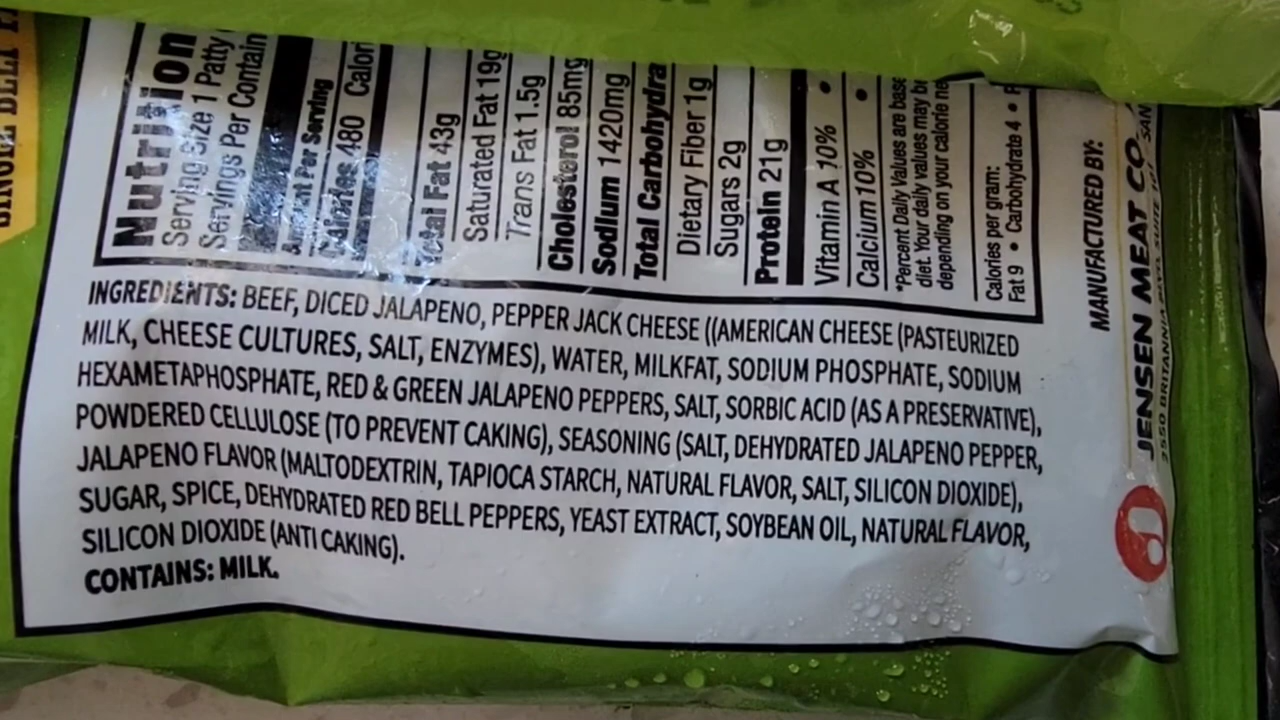 Nutrition
Serving Size 1 Patty
Servings Per Contain
Amount Per Serving
Calories 480 Calori
Total Fat 43g
Saturated Fat 19g
Trans Fat 1.5g
Cholesterol 85mg
Sodium 1420mg
Total Carbohydra
Dietary Fiber 1g
Sugars 2g
Protein 21g
Vitamin A 10% •
Calcium 10% •
*Percent Daily Values are base
diet. Your daily values may be
depending on your calorie ne
Calories per gram:
Fat 9 • Carbohydrate 4 • P
INGREDIENTS: BEEF, DICED JALAPENO, PEPPER JACK CHEESE ((AMERICAN CHEESE (PASTEURIZED
MILK, CHEESE CULTURES, SALT, ENZYMES), WATER, MILKFAT, SODIUM PHOSPHATE, SODIUM
HEXAMETAPHOSPHATE, RED & GREEN JALAPENO PEPPERS, SALT, SORBIC ACID (AS A PRESERVATIVE),
POWDERED CELLULOSE (TO PREVENT CAKING), SEASONING (SALT, DEHYDRATED JALAPENO PEPPER,
JALAPENO FLAVOR (MALTODEXTRIN, TAPIOCA STARCH, NATURAL FLAVOR, SALT, SILICON DIOXIDE),
SUGAR, SPICE, DEHYDRATED RED BELL PEPPERS, YEAST EXTRACT, SOYBEAN OIL, NATURAL FLAVOR,
SILICON DIOXIDE (ANTI CAKING).
CONTAINS: MILK.
MANUFACTURED BY:
JENSEN MEAT CO.
2550 BRITANNIA